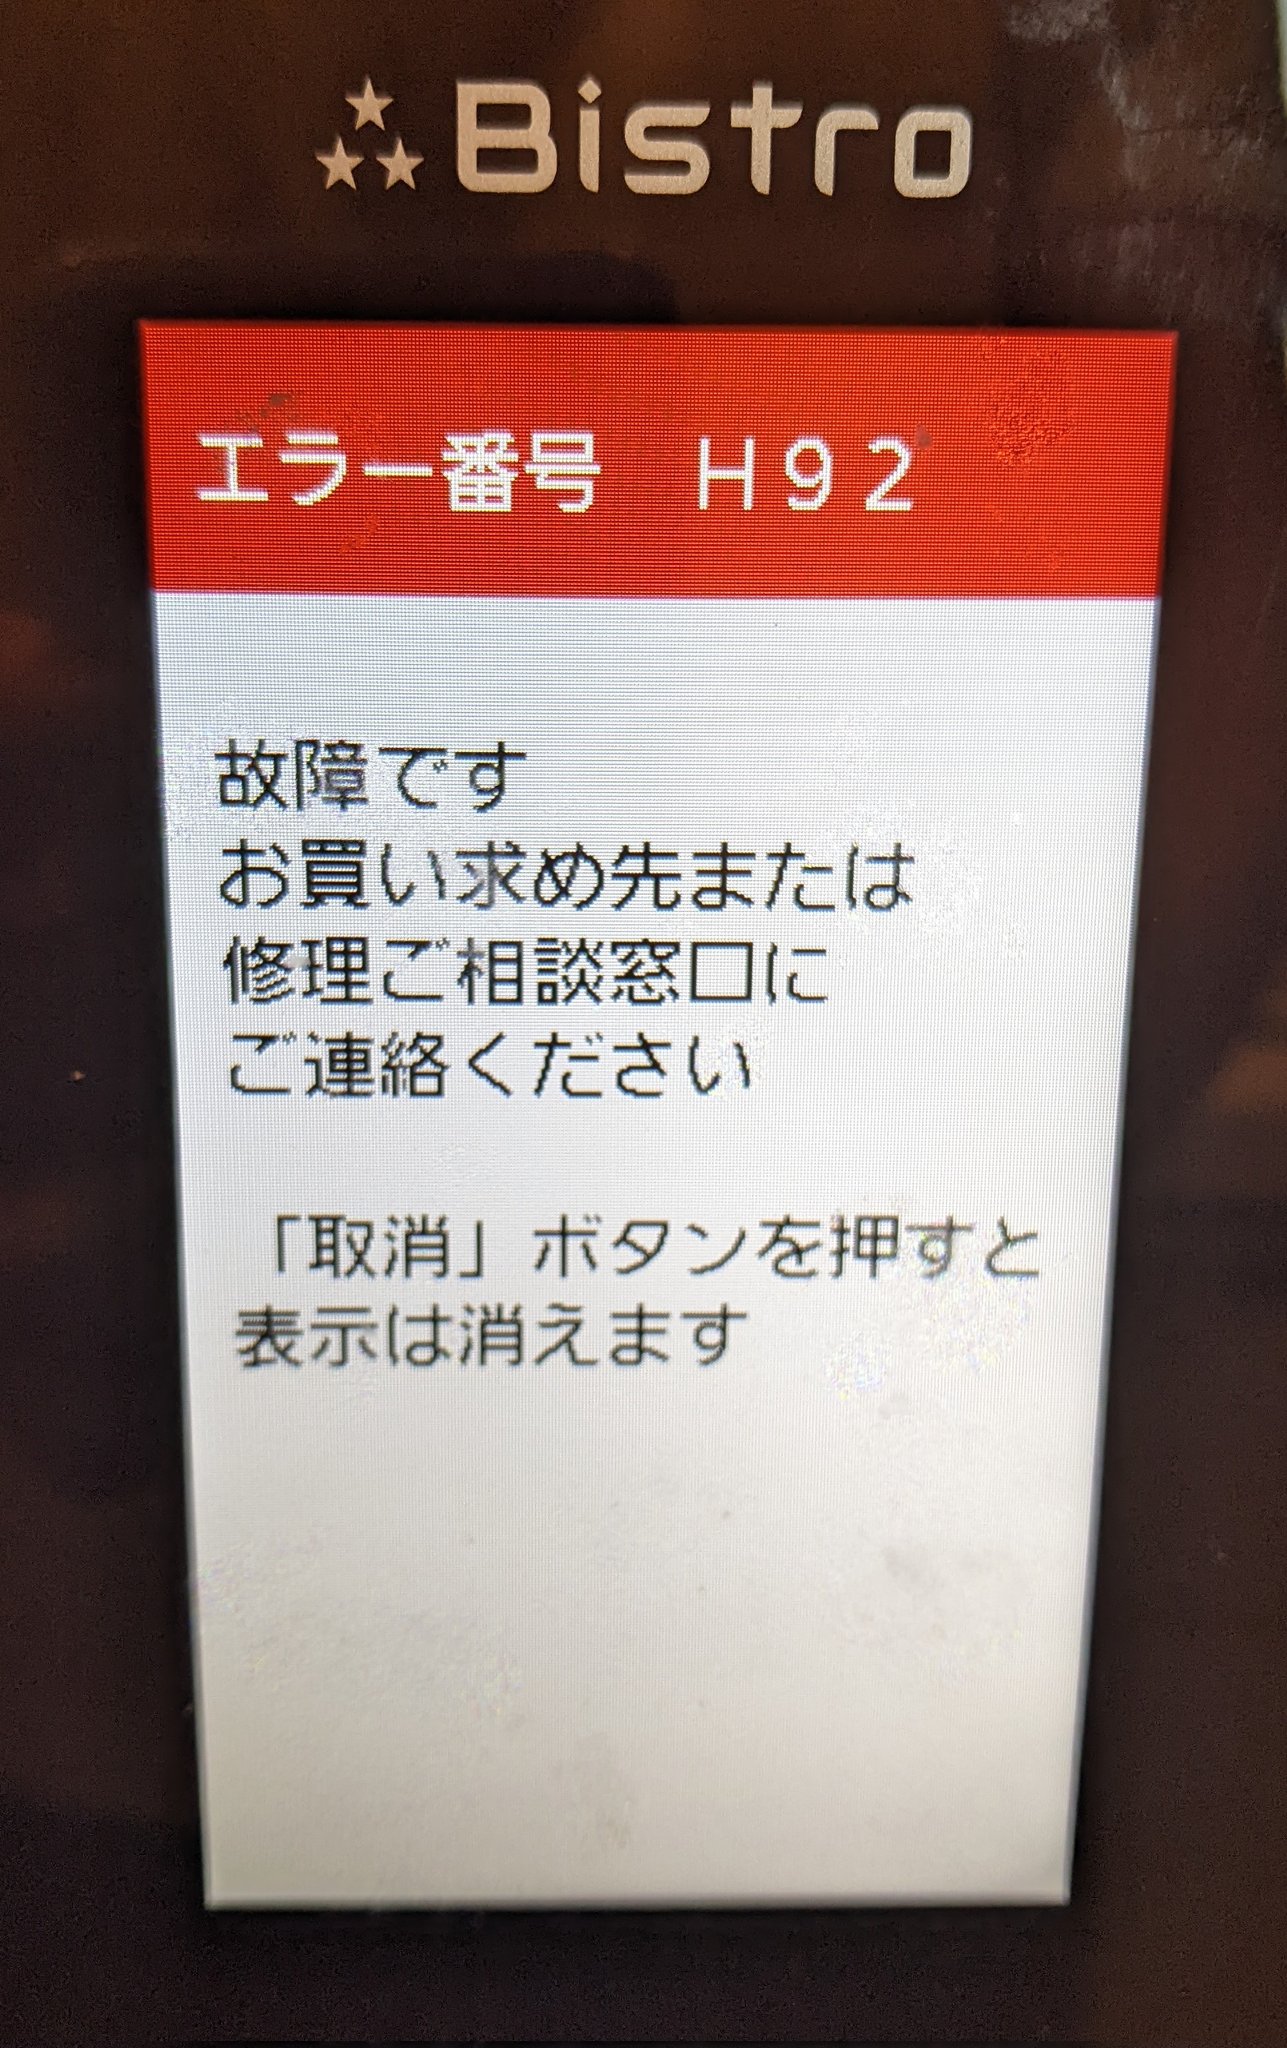 Bistro
エラー番号　H92
故障です
お買い求め先または
修理ご相談窓口に
ご連絡ください
「取消」ボタンを押すと
表示は消えます